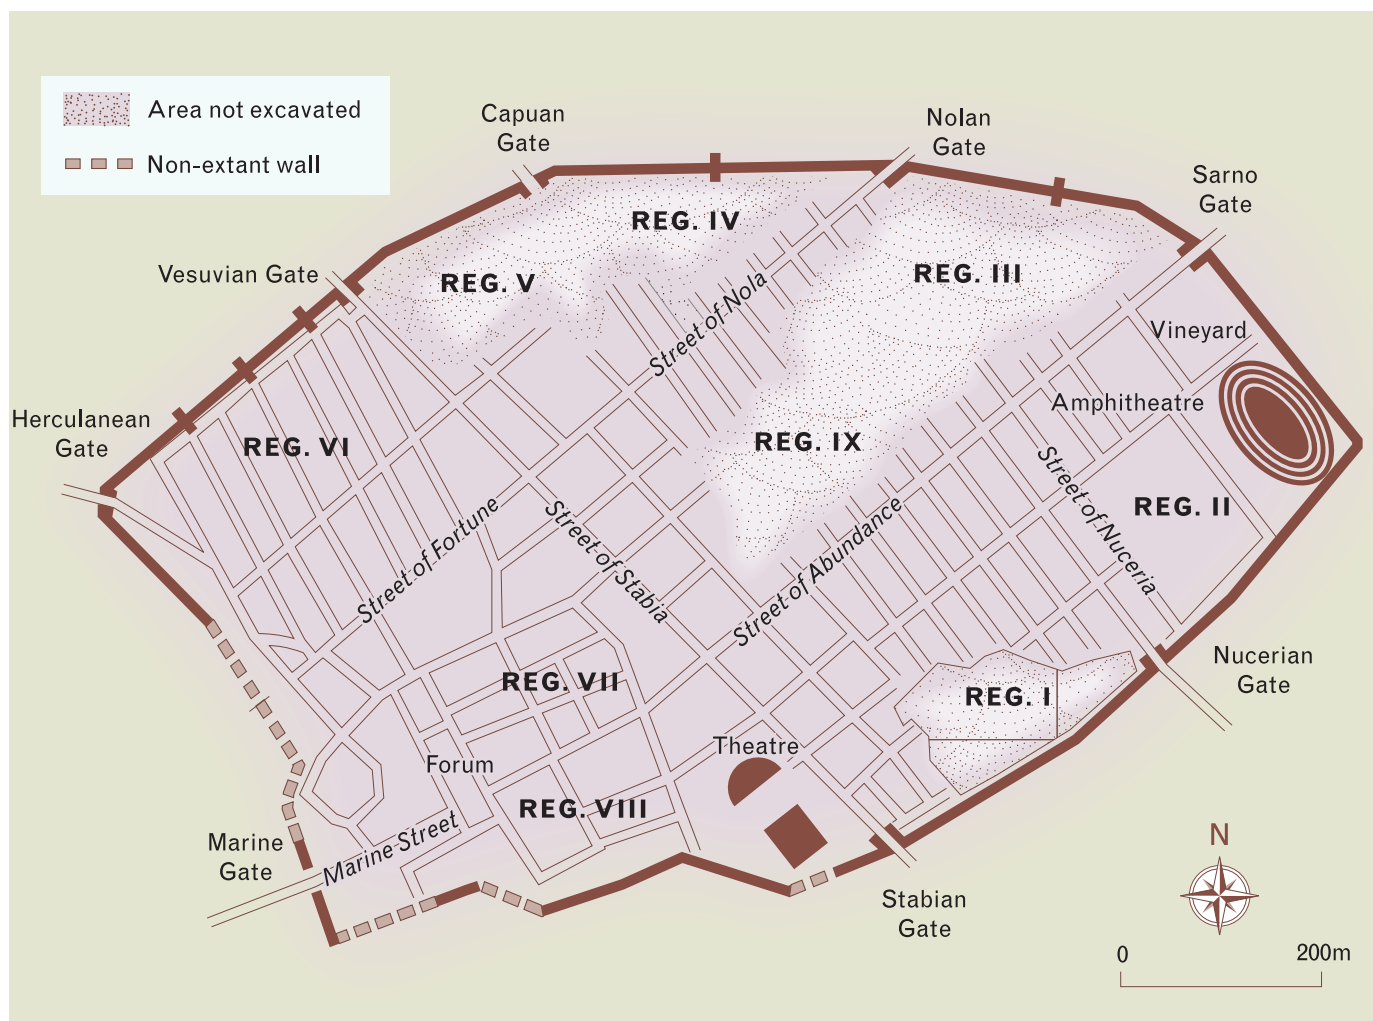 Area not excavated
Non-extant wall
Capuan
Gate
Nolan
Gate
Sarno
Gate
Vesuvian Gate
REG. IV
REG. V
REG. III
Street of Nola
Vineyard
Herculanean
Gate
REG. VI
Amphitheatre
REG. IX
Street of Nuceria
REG. II
Street of Fortune
Street of Stabia
Street of Abundance
Nucerian
Gate
REG. VII
REG. I
Forum
Theatre
REG. VIII
Marine
Gate
Marine Street
Stabian
Gate
N
0
200m